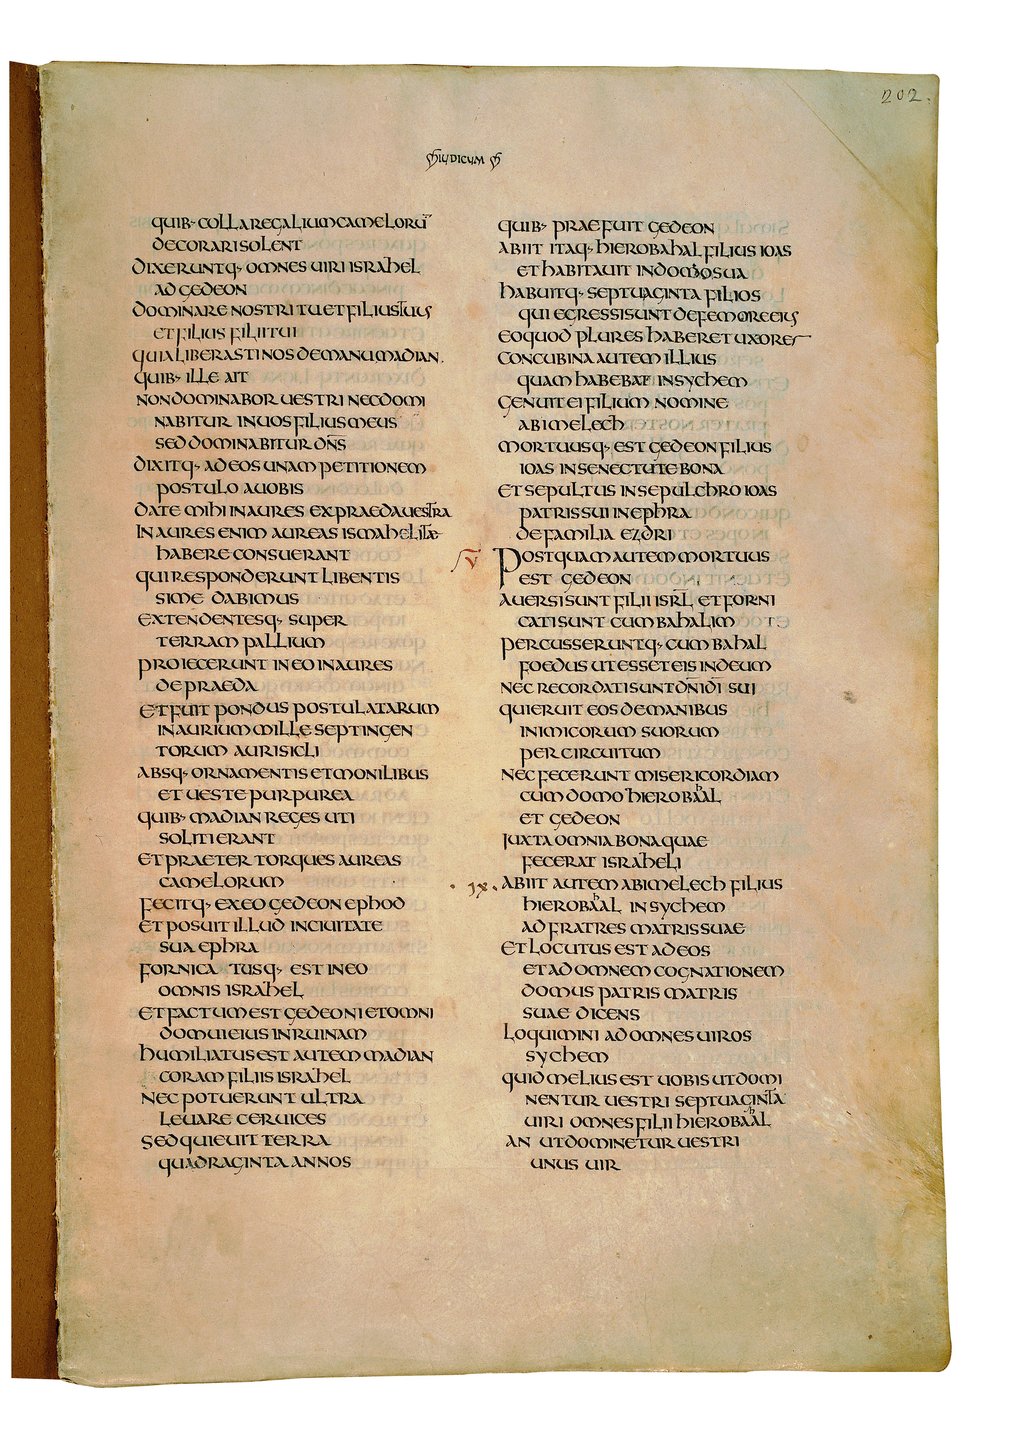 202.
IUDICUM
QUIB· COLLA REGALIUM CAMELORŪ
DECORARI SOLENT
DIXERUNTQ· OMNES UIRI ISRAHEL
AD GEDEON
DOMINARE NOSTRI TU ET FILIUS TUUS
ET FILIUS FILII TUI
QUIA LIBERASTI NOS DE MANU MADIAN.
QUIB· ILLE AIT
NON DOMINABOR UESTRI NEC DOMI
NABITUR IN UOS FILIUS MEUS
SED DOMINABITUR DN̄S
DIXITQ· AD EOS UNAM PETITIONEM
POSTULO A UOBIS
DATE MIHI INAURES EX PRAEDA UESTRA
INAURES ENIM AUREAS ISMAHELITAE
HABERE CONSUERANT
QUI RESPONDERUNT LIBENTIS
SIME DABIMUS
EXTENDENTESQ· SUPER
TERRAM PALLIUM
PROIECERUNT IN EO INAURES
DE PRAEDA
ET FUIT PONDUS POSTULATARUM
INAURIUM MILLE SEPTINGEN
TORUM AURI SICLI
ABSQ· ORNAMENTIS ET MONILIBUS
ET UESTE PURPUREA
QUIB· MADIAN REGES UTI
SOLITI ERANT
ET PRAETER TORQUES AUREAS
CAMELORUM
FECITQ· EX EO GEDEON EPHOD
ET POSUIT ILLUD IN CIUITATE
SUA EPHRA
FORNICATUSQ· EST IN EO
OMNIS ISRAHEL
ET FACTUM EST GEDEONI ET OMNI
DOMUI EIUS IN RUINAM
HUMILIATUS EST AUTEM MADIAN
CORAM FILIIS ISRAHEL
NEC POTUERUNT ULTRA
LEUARE CERUICES
SED QUIEUIT TERRA
QUADRAGINTA ANNOS
QUIB· PRAEFUIT GEDEON
ABIIT ITAQ· HIEROBAHAL FILIUS IOAS
ET HABITAUIT IN DOMO SUA
HABUITQ· SEPTUAGINTA FILIOS
QUI EGRESSI SUNT DE FEMORE EIUS
EO QUOD PLURES HABERET UXORES
CONCUBINA AUTEM ILLIUS
QUAM HABEBAT IN SYCHEM
GENUIT EI FILIUM NOMINE
ABIMELECH
MORTUUSQ· EST GEDEON FILIUS
IOAS IN SENECTUTE BONA
ET SEPULTUS IN SEPULCHRO IOAS
PATRIS SUI IN EPHRA
DE FAMILIA EZDRI
POSTQUAM AUTEM MORTUUS
EST GEDEON
AUERSI SUNT FILII ISRL̄ ET FORNI
CATI SUNT CUM BAHALIM
PERCUSSERUNTQ· CUM BAHAL
FOEDUS UT ESSET EIS IN DEUM
NEC RECORDATI SUNT DN̄I DĪ SUI
QUI ERUIT EOS DE MANIBUS
INIMICORUM SUORUM
PER CIRCUITUM
NEC FECERUNT MISERICORDIAM
CUM DOMO HIEROBAHAL
ET GEDEON
IUXTA OMNIA BONA QUAE
FECERAT ISRAHELI
· IX · ABIIT AUTEM ABIMELECH FILIUS
HIEROBAHAL IN SYCHEM
AD FRATRES MATRIS SUAE
ET LOCUTUS EST AD EOS
ET AD OMNEM COGNATIONEM
DOMUS PATRIS MATRIS
SUAE DICENS
LOQUIMINI AD OMNES UIROS
SYCHEM
QUID MELIUS EST UOBIS UT DOMI
NENTUR UESTRI SEPTUAGINTA
UIRI OMNES FILII HIEROBAHAL
AN UT DOMINETUR UESTRI
UNUS UIR